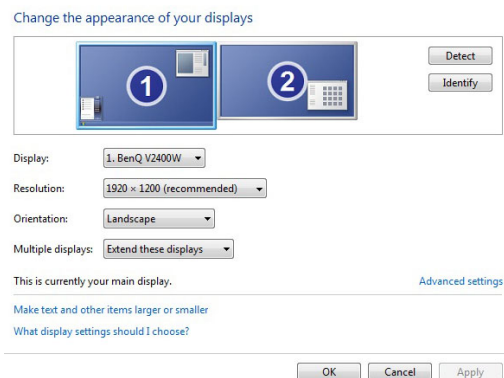 Change the appearance of your displays
1
2
Detect
Identify
Display: 1. BenQ V2400W
Resolution: 1920 × 1200 (recommended)
Orientation: Landscape
Multiple displays: Extend these displays
This is currently your main display. Advanced settings
Make text and other items larger or smaller
What display settings should I choose?
OK Cancel Apply